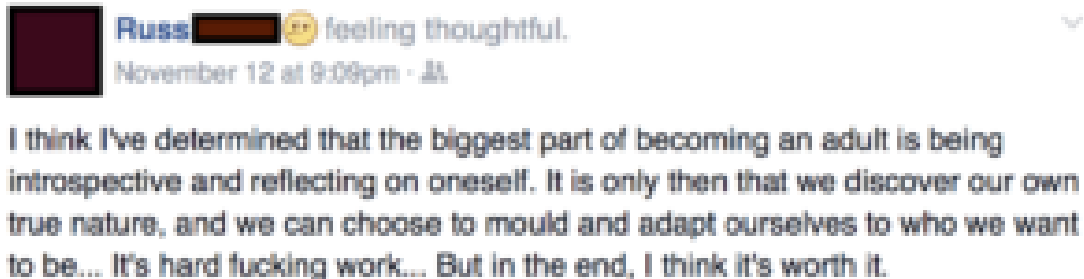 Russ feeling thoughtful.
November 12 at 9:09pm ·
I think I've determined that the biggest part of becoming an adult is being
introspective and reflecting on oneself. It is only then that we discover our own
true nature, and we can choose to mould and adapt ourselves to who we want
to be... It's hard fucking work... But in the end, I think it's worth it.